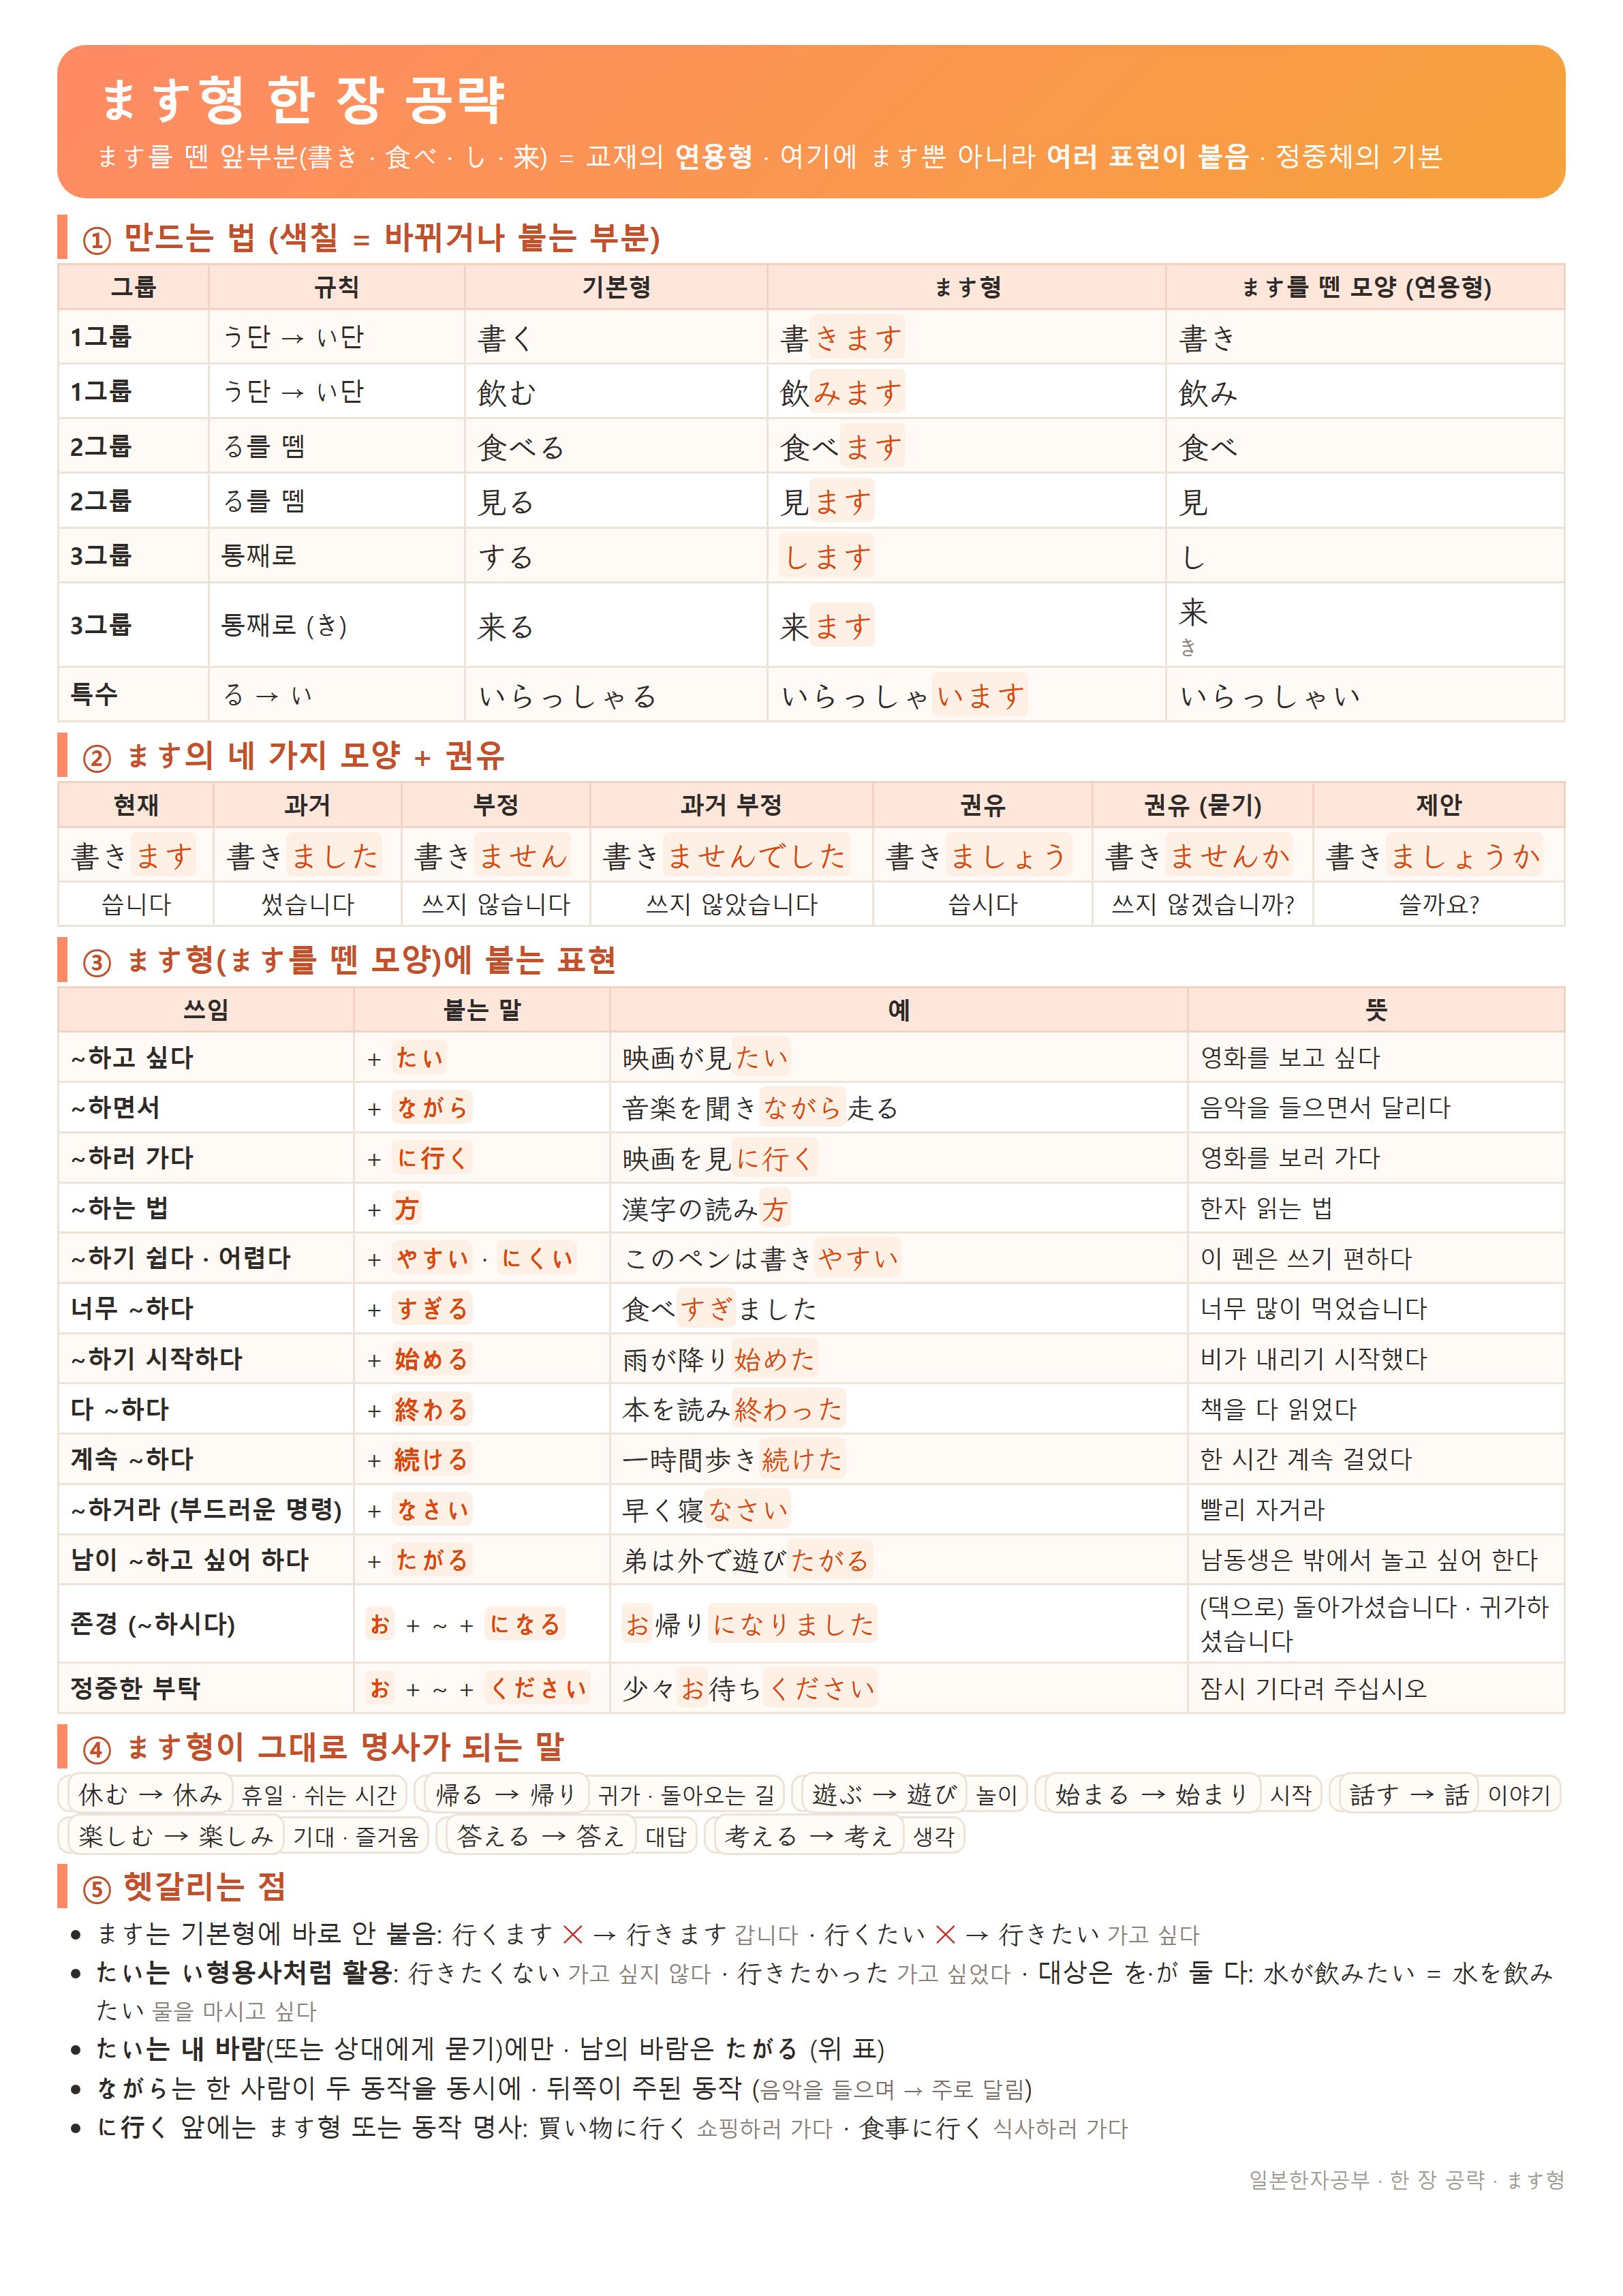 ます형 한 장 공략
ます를 뗀 앞부분(書き · 食べ · し · 来) = 교재의 연용형 · 여기에 ます뿐 아니라 여러 표현이 붙음 · 정중체의 기본
① 만드는 법 (색칠 = 바뀌거나 붙는 부분)
그룹 규칙 기본형 ます형 ます를 뗀 모양 (연용형)
1그룹 う단 → い단 書く 書きます 書き
1그룹 う단 → い단 飲む 飲みます 飲み
2그룹 る를 뗌 食べる 食べます 食べ
2그룹 る를 뗌 見る 見ます 見
3그룹 통째로 する します し
3그룹 통째로 (き) 来る 来ます 来
き
특수 る → い いらっしゃる いらっしゃいます いらっしゃい
② ます의 네 가지 모양 + 권유
현재 과거 부정 과거 부정 권유 권유 (묻기) 제안
書きます 書きました 書きません 書きませんでした 書きましょう 書きませんか 書きましょうか
씁니다 썼습니다 쓰지 않습니다 쓰지 않았습니다 씁시다 쓰지 않겠습니까? 쓸까요?
③ ます형(ます를 뗀 모양)에 붙는 표현
쓰임 붙는 말 예 뜻
~하고 싶다 + たい 映画が見たい 영화를 보고 싶다
~하면서 + ながら 音楽を聞きながら走る 음악을 들으면서 달리다
~하러 가다 + に行く 映画を見に行く 영화를 보러 가다
~하는 법 + 方 漢字の読み方 한자 읽는 법
~하기 쉽다 · 어렵다 + やすい · にくい このペンは書きやすい 이 펜은 쓰기 편하다
너무 ~하다 + すぎる 食べすぎました 너무 많이 먹었습니다
~하기 시작하다 + 始める 雨が降り始めた 비가 내리기 시작했다
다 ~하다 + 終わる 本を読み終わった 책을 다 읽었다
계속 ~하다 + 続ける 一時間歩き続けた 한 시간 계속 걸었다
~하거라 (부드러운 명령) + なさい 早く寝なさい 빨리 자거라
남이 ~하고 싶어 하다 + たがる 弟は外で遊びたがる 남동생은 밖에서 놀고 싶어 한다
존경 (~하시다) お + ~ + になる お帰りになりました (댁으로) 돌아가셨습니다 · 귀가하
셨습니다
정중한 부탁 お + ~ + ください 少々お待ちください 잠시 기다려 주십시오
④ ます형이 그대로 명사가 되는 말
休む → 休み 휴일 · 쉬는 시간 帰る → 帰り 귀가 · 돌아오는 길 遊ぶ → 遊び 놀이 始まる → 始まり 시작 話す → 話 이야기
楽しむ → 楽しみ 기대 · 즐거움 答える → 答え 대답 考える → 考え 생각
⑤ 헷갈리는 점
• ます는 기본형에 바로 안 붙음: 行くます ✕ → 行きます 갑니다 · 行くたい ✕ → 行きたい 가고 싶다
• たい는 い형용사처럼 활용: 行きたくない 가고 싶지 않다 · 行きたかった 가고 싶었다 · 대상은 を·が 둘 다: 水が飲みたい = 水を飲み
たい 물을 마시고 싶다
• たい는 내 바람(또는 상대에게 묻기)에만 · 남의 바람은 たがる (위 표)
• ながら는 한 사람이 두 동작을 동시에 · 뒤쪽이 주된 동작 (음악을 들으며 → 주로 달림)
• に行く 앞에는 ます형 또는 동작 명사: 買い物に行く 쇼핑하러 가다 · 食事に行く 식사하러 가다
일본한자공부 · 한 장 공략 · ます형